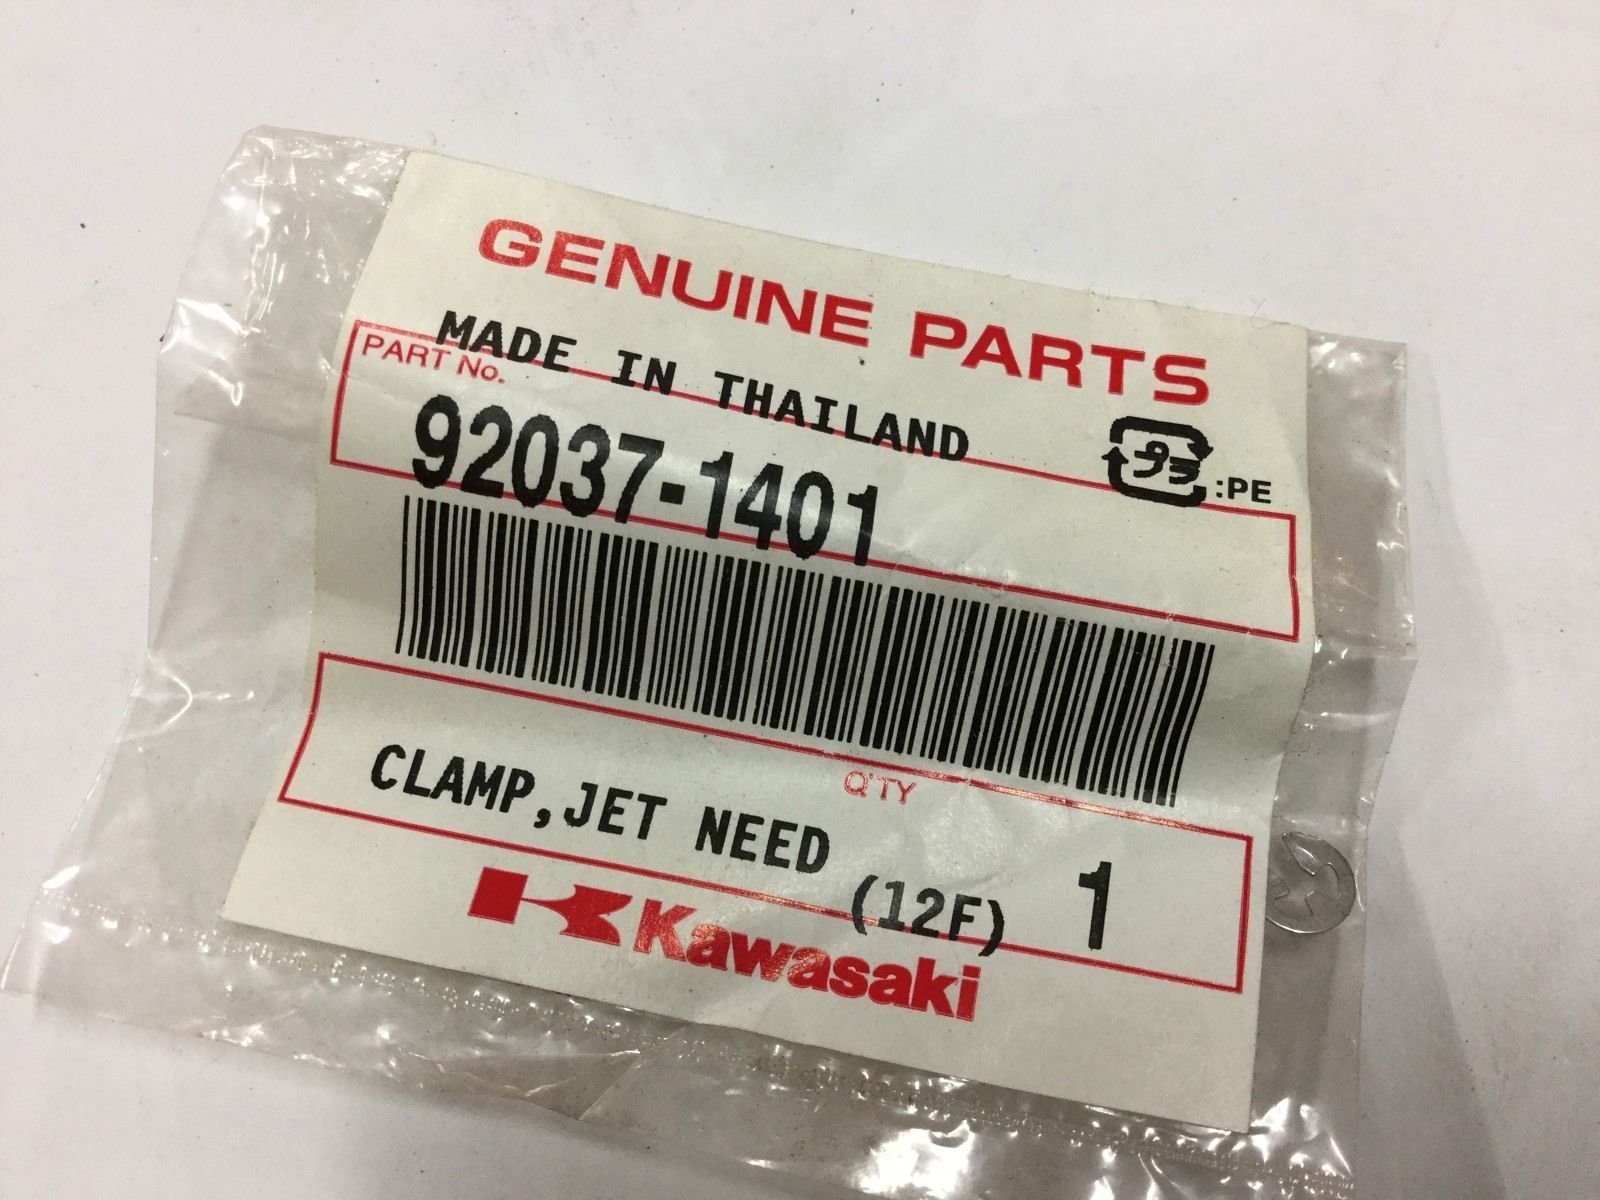 GENUINE PARTS
MADE IN THAILAND
PART No.
プラ :PE
92037-1401
Q'TY
CLAMP,JET NEED
(12F) 1
Kawasaki